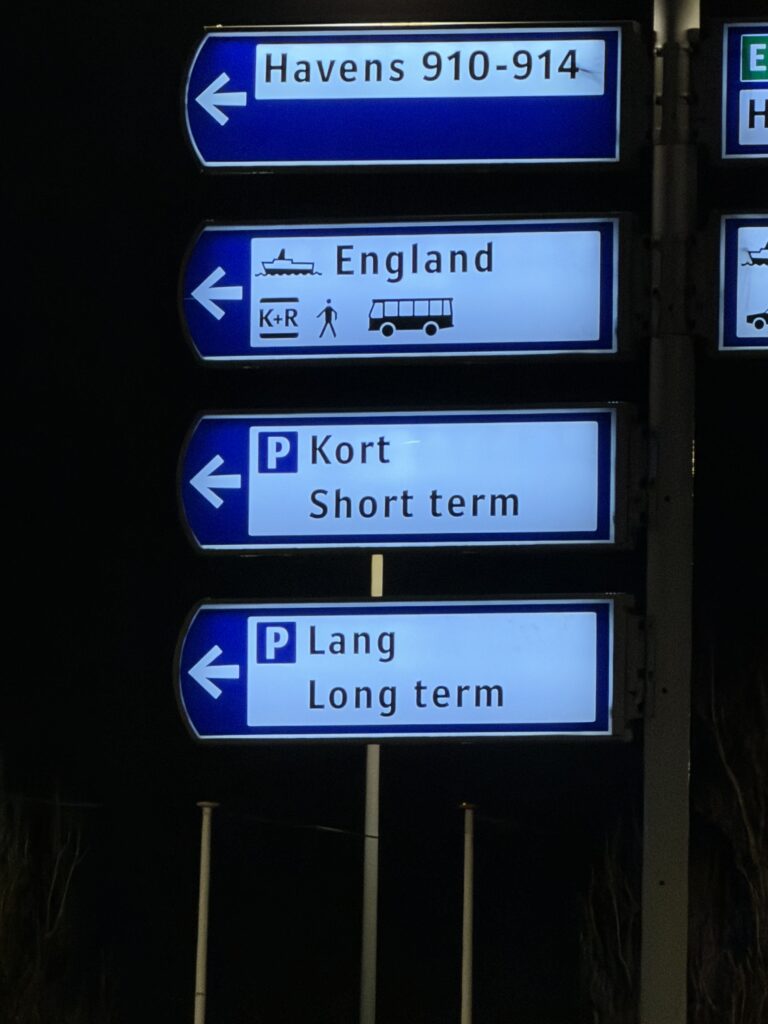 Havens 910-914
England
K+R
P Kort
Short term
P Lang
Long term
E
H